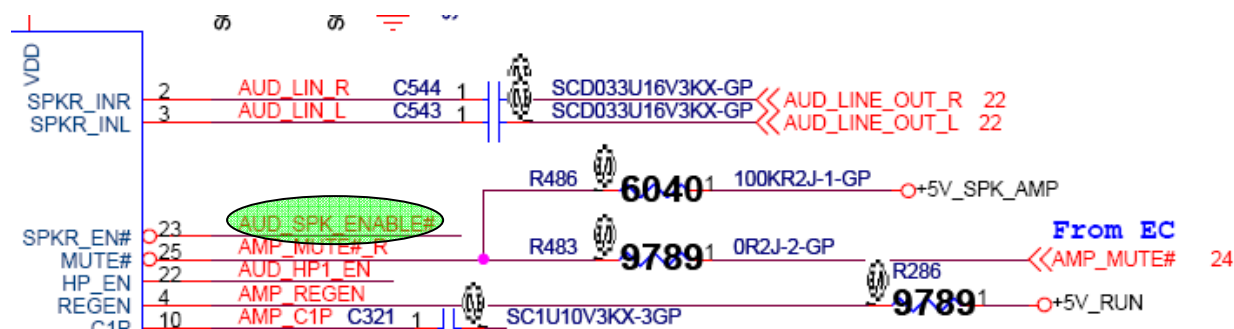 VDD
SPKR_INR 2 AUD_LIN_R C544 1 SCD033U16V3KX-GP AUD_LINE_OUT_R 22
SPKR_INL 3 AUD_LIN_L C543 1 SCD033U16V3KX-GP AUD_LINE_OUT_L 22
R486 6040 1 100KR2J-1-GP +5V_SPK_AMP
SPKR_EN# 23 AUD_SPK_ENABLE#
From EC
MUTE# 25 AMP_MUTE#_R R483 9789 1 0R2J-2-GP AMP_MUTE# 24
HP_EN 22 AUD_HP1_EN
R286
REGEN 4 AMP_REGEN 9789 1 +5V_RUN
C1P 10 AMP_C1P C321 1 SC1U10V3KX-3GP